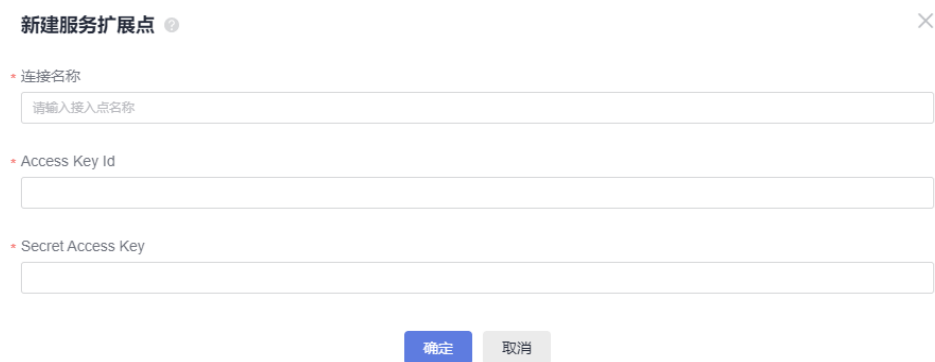 新建服务扩展点 ?
* 连接名称
请输入接入点名称
* Access Key Id
* Secret Access Key
确定 取消